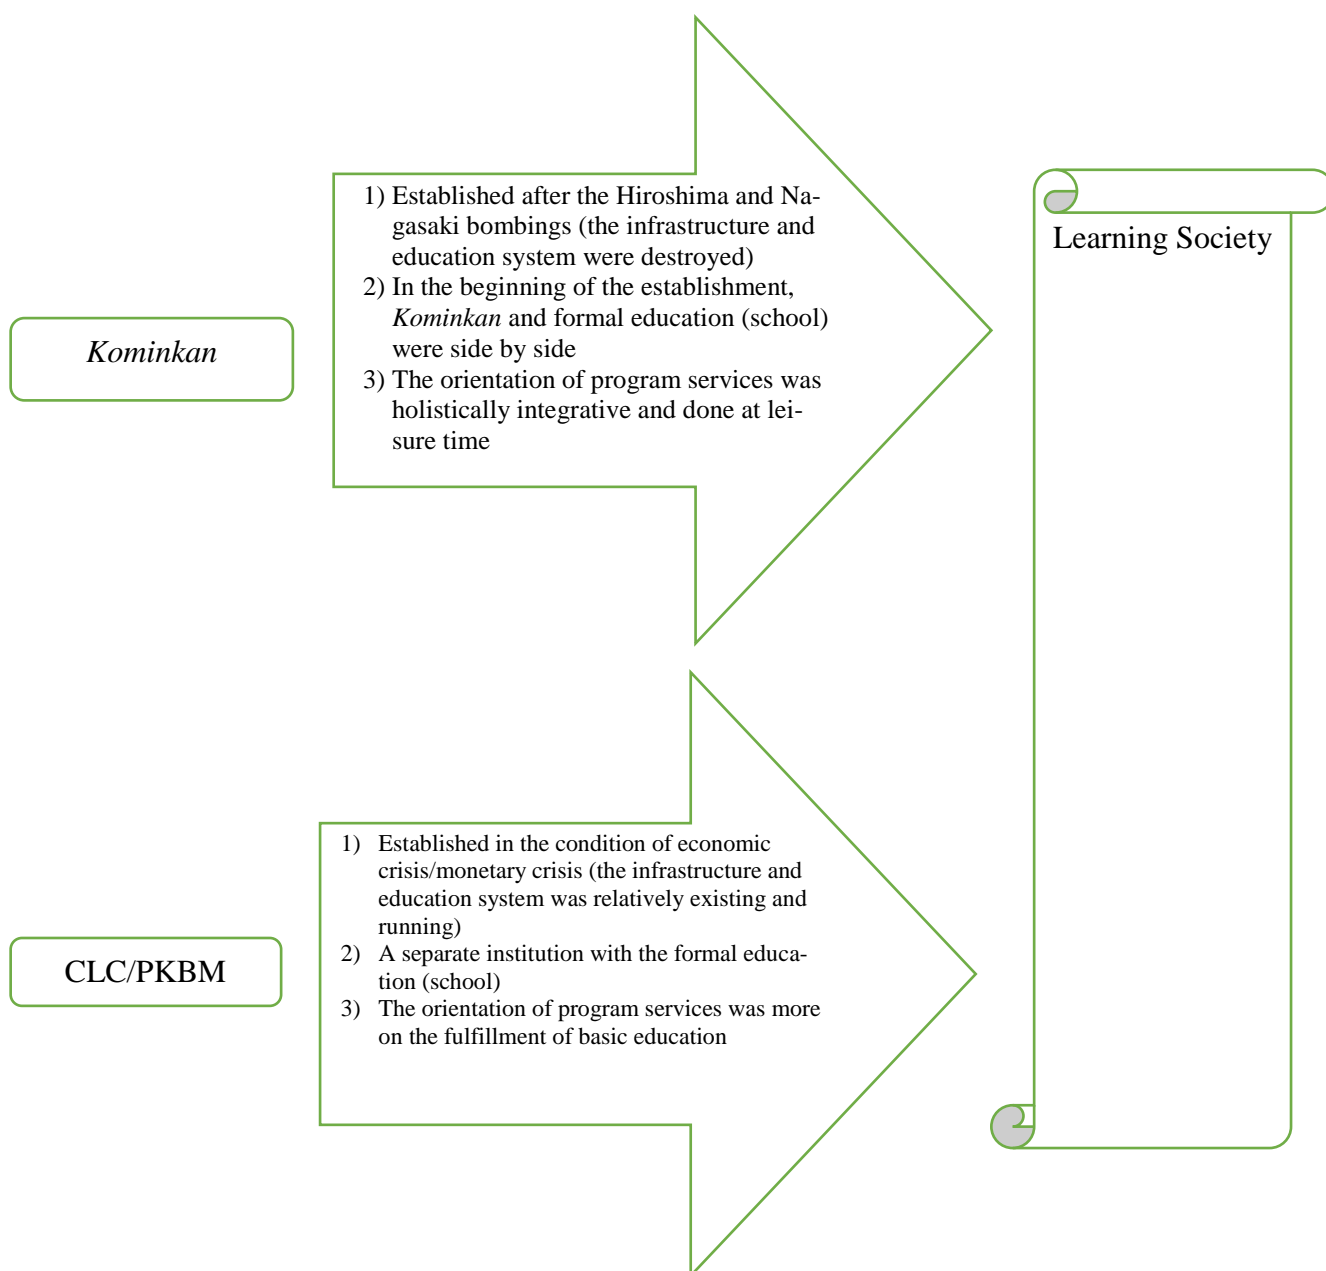 Kominkan
1) Established after the Hiroshima and Na-
gasaki bombings (the infrastructure and
education system were destroyed)
2) In the beginning of the establishment,
Kominkan and formal education (school)
were side by side
3) The orientation of program services was
holistically integrative and done at lei-
sure time
Learning Society
CLC/PKBM
1) Established in the condition of economic
crisis/monetary crisis (the infrastructure and
education system was relatively existing and
running)
2) A separate institution with the formal educa-
tion (school)
3) The orientation of program services was more
on the fulfillment of basic education